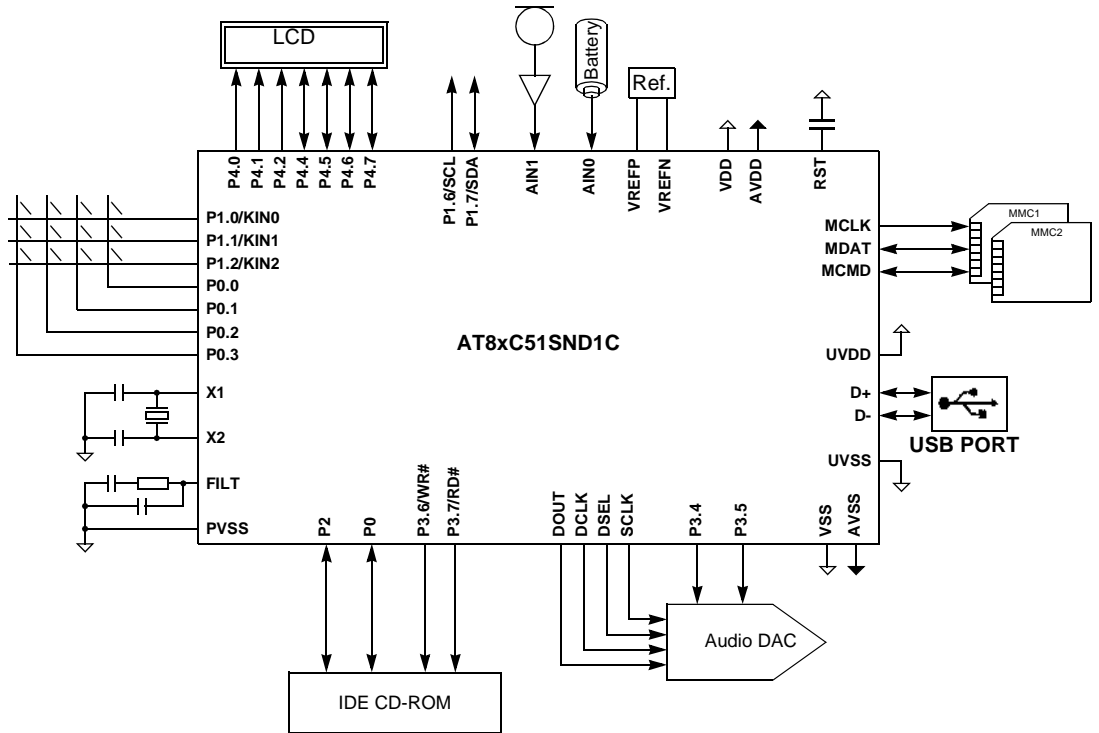 LCD
Battery
Ref.
P4.0
P4.1
P4.2
P4.4
P4.5
P4.6
P4.7
P1.6/SCL
P1.7/SDA
AIN1
AIN0
VREFP
VREFN
VDD
AVDD
RST
P1.0/KIN0
P1.1/KIN1
P1.2/KIN2
P0.0
P0.1
P0.2
P0.3
X1
X2
FILT
PVSS
AT8xC51SND1C
MCLK
MDAT
MCMD
MMC1
MMC2
UVDD
D+
D-
USB PORT
UVSS
P2
P0
P3.6/WR#
P3.7/RD#
DOUT
DCLK
DSEL
SCLK
P3.4
P3.5
VSS
AVSS
Audio DAC
IDE CD-ROM